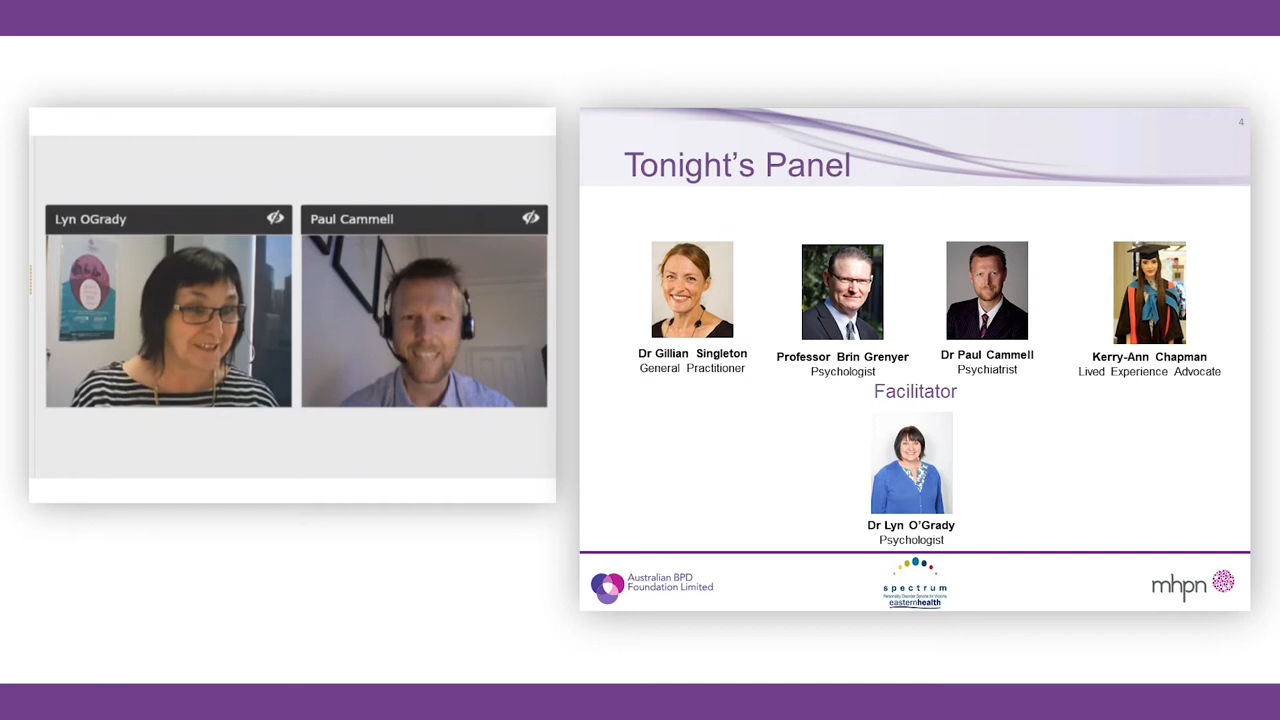 Lyn OGrady
Paul Cammell
4
Tonight's Panel
Dr Gillian Singleton
General Practitioner
Professor Brin Grenyer
Psychologist
Dr Paul Cammell
Psychiatrist
Kerry-Ann Chapman
Lived Experience Advocate
Facilitator
Dr Lyn O'Grady
Psychologist
Australian BPD
Foundation Limited
spectrum
Personality Disorder Service for Victoria
easternhealth
mhpn